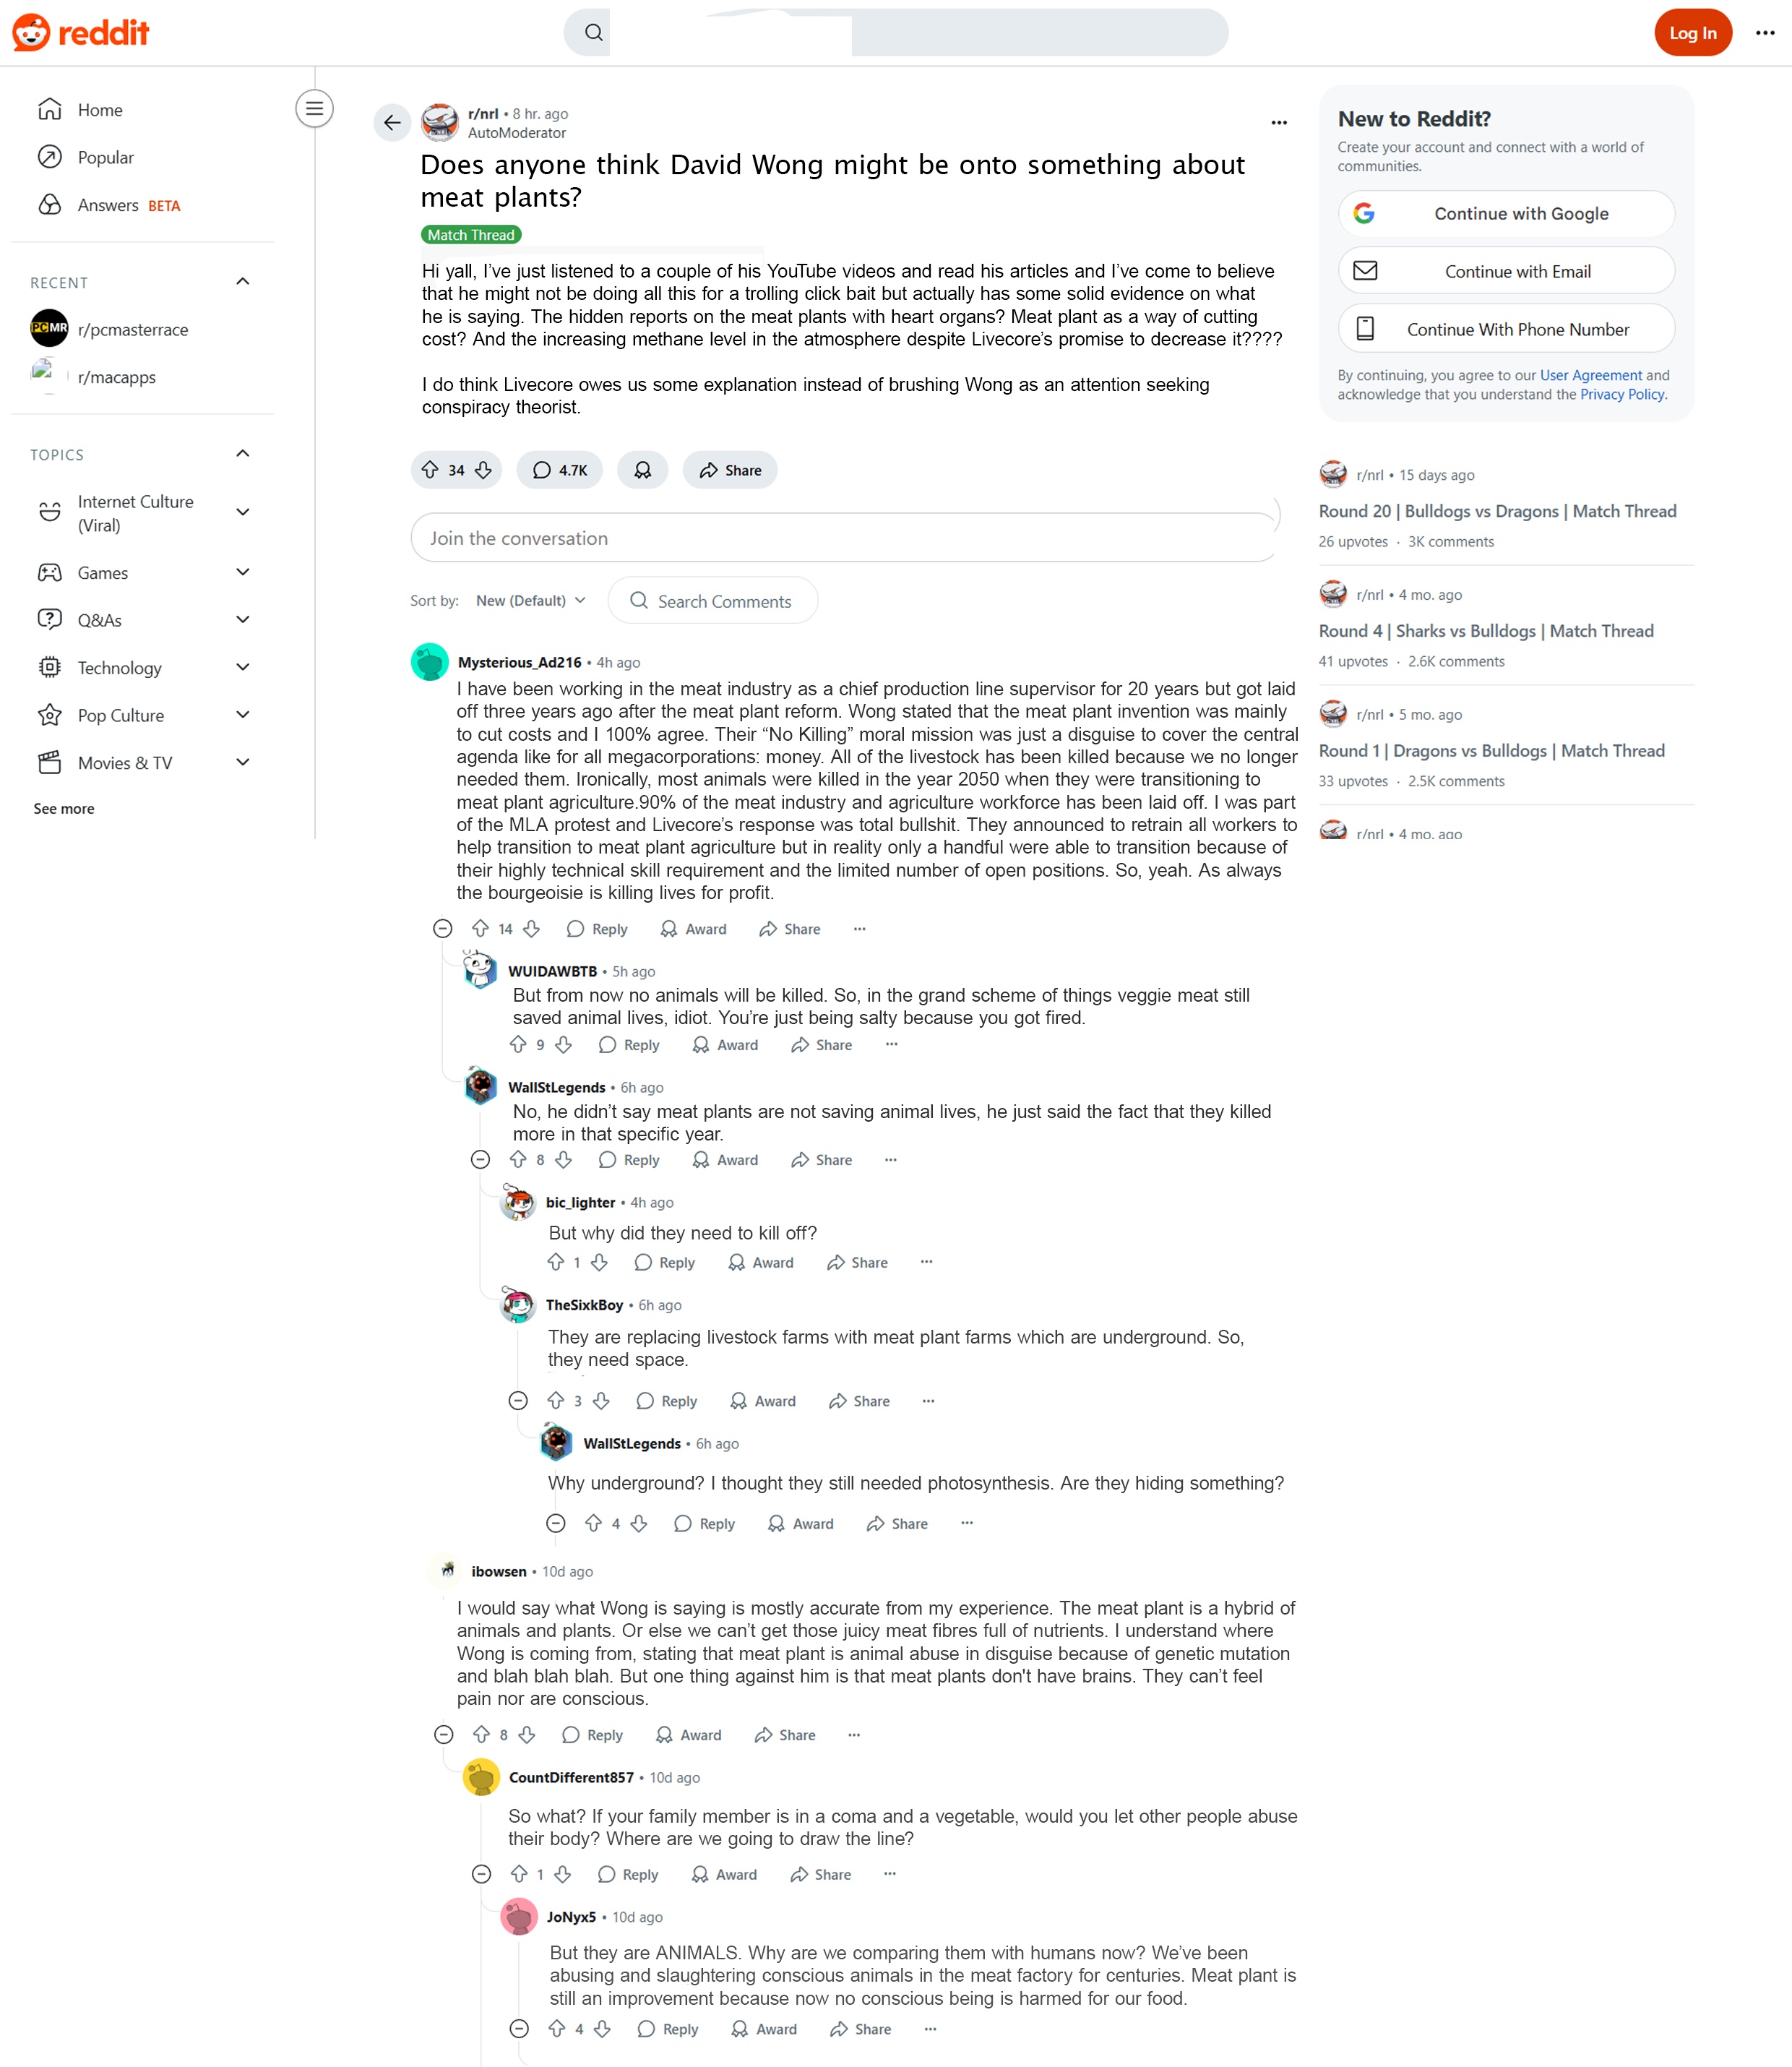 reddit
Log In
Home
Popular
Answers BETA
RECENT
PCMR
r/pcmasterrace
r/macapps
TOPICS
Internet Culture
(Viral)
Games
Q&As
Technology
Pop Culture
Movies & TV
See more
r/nrl • 8 hr. ago
AutoModerator
Does anyone think David Wong might be onto something about
meat plants?
Match Thread
Hi yall, I’ve just listened to a couple of his YouTube videos and read his articles and I’ve come to believe
that he might not be doing all this for a trolling click bait but actually has some solid evidence on what
he is saying. The hidden reports on the meat plants with heart organs? Meat plant as a way of cutting
cost? And the increasing methane level in the atmosphere despite Livecore’s promise to decrease it????
I do think Livecore owes us some explanation instead of brushing Wong as an attention seeking
conspiracy theorist.
34
4.7K
Share
Join the conversation
Sort by: New (Default)
Search Comments
Mysterious_Ad216 • 4h ago
I have been working in the meat industry as a chief production line supervisor for 20 years but got laid
off three years ago after the meat plant reform. Wong stated that the meat plant invention was mainly
to cut costs and I 100% agree. Their “No Killing” moral mission was just a disguise to cover the central
agenda like for all megacorporations: money. All of the livestock has been killed because we no longer
needed them. Ironically, most animals were killed in the year 2050 when they were transitioning to
meat plant agriculture.90% of the meat industry and agriculture workforce has been laid off. I was part
of the MLA protest and Livecore’s response was total bullshit. They announced to retrain all workers to
help transition to meat plant agriculture but in reality only a handful were able to transition because of
their highly technical skill requirement and the limited number of open positions. So, yeah. As always
the bourgeoisie is killing lives for profit.
14 Reply Award Share
WUIDAWBTB • 5h ago
But from now no animals will be killed. So, in the grand scheme of things veggie meat still
saved animal lives, idiot. You’re just being salty because you got fired.
9 Reply Award Share
WallStLegends • 6h ago
No, he didn’t say meat plants are not saving animal lives, he just said the fact that they killed
more in that specific year.
8 Reply Award Share
bic_lighter • 4h ago
But why did they need to kill off?
1 Reply Award Share
TheSixkBoy • 6h ago
They are replacing livestock farms with meat plant farms which are underground. So,
they need space.
3 Reply Award Share
WallStLegends • 6h ago
Why underground? I thought they still needed photosynthesis. Are they hiding something?
4 Reply Award Share
ibowsen • 10d ago
I would say what Wong is saying is mostly accurate from my experience. The meat plant is a hybrid of
animals and plants. Or else we can’t get those juicy meat fibres full of nutrients. I understand where
Wong is coming from, stating that meat plant is animal abuse in disguise because of genetic mutation
and blah blah blah. But one thing against him is that meat plants don't have brains. They can’t feel
pain nor are conscious.
8 Reply Award Share
CountDifferent857 • 10d ago
So what? If your family member is in a coma and a vegetable, would you let other people abuse
their body? Where are we going to draw the line?
1 Reply Award Share
JoNyx5 • 10d ago
But they are ANIMALS. Why are we comparing them with humans now? We’ve been
abusing and slaughtering conscious animals in the meat factory for centuries. Meat plant is
still an improvement because now no conscious being is harmed for our food.
4 Reply Award Share
New to Reddit?
Create your account and connect with a world of
communities.
Continue with Google
Continue with Email
Continue With Phone Number
By continuing, you agree to our User Agreement and
acknowledge that you understand the Privacy Policy.
r/nrl • 15 days ago
Round 20 | Bulldogs vs Dragons | Match Thread
26 upvotes · 3K comments
r/nrl • 4 mo. ago
Round 4 | Sharks vs Bulldogs | Match Thread
41 upvotes · 2.6K comments
r/nrl • 5 mo. ago
Round 1 | Dragons vs Bulldogs | Match Thread
33 upvotes · 2.5K comments
r/nrl • 4 mo. ago